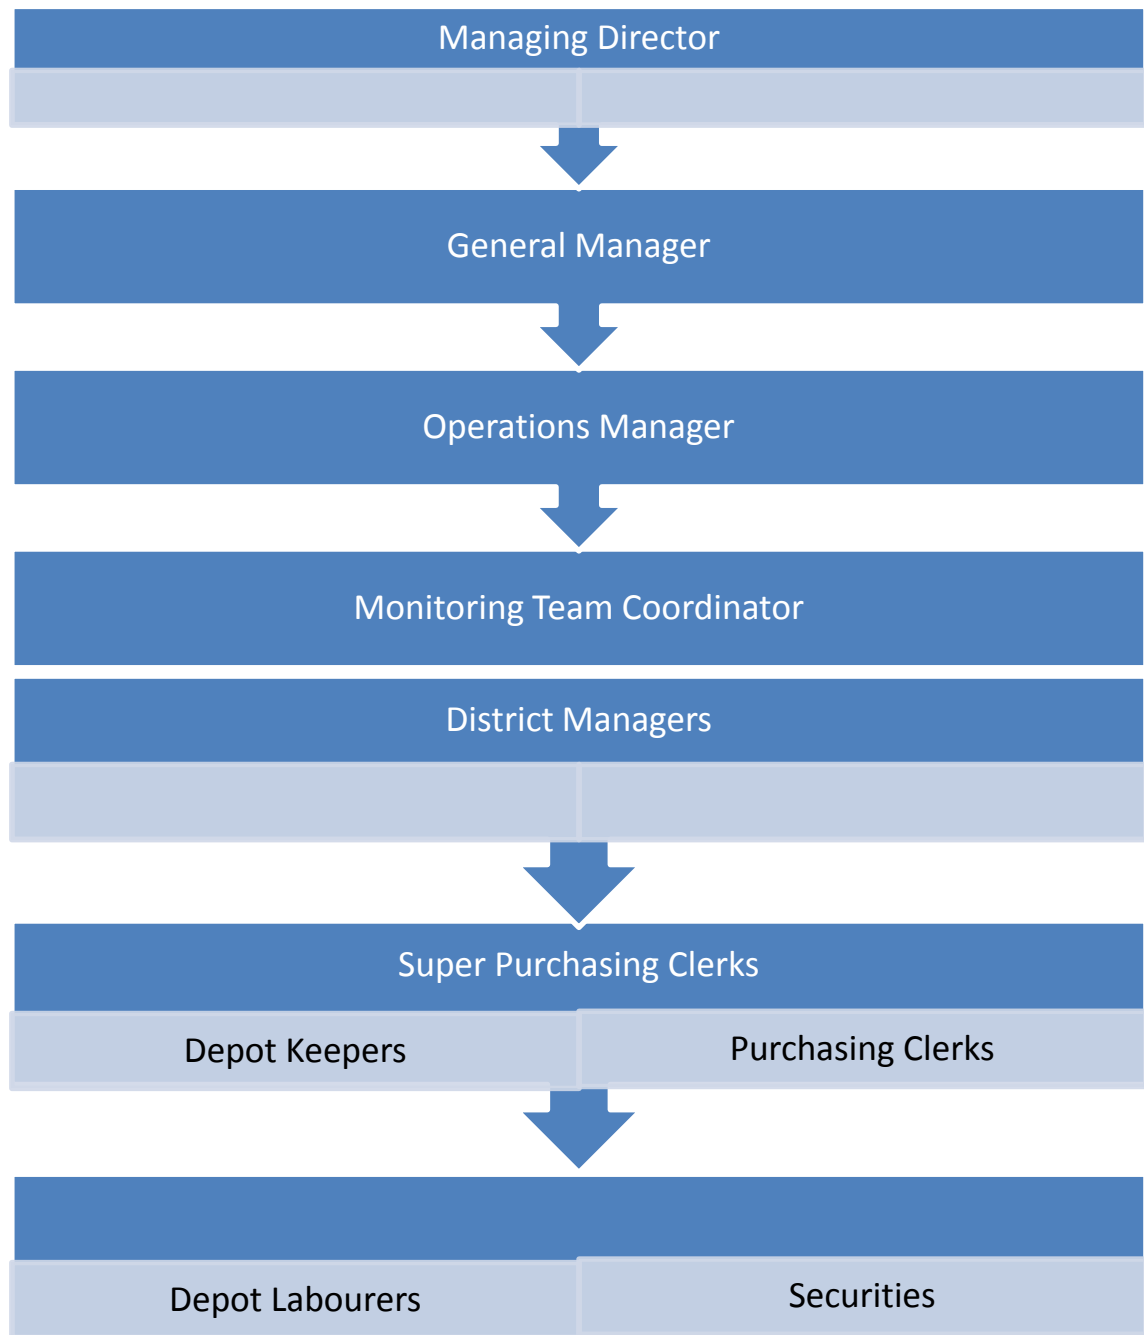 Managing Director
General Manager
Operations Manager
Monitoring Team Coordinator
District Managers
Super Purchasing Clerks
Depot Keepers
Purchasing Clerks
Depot Labourers
Securities